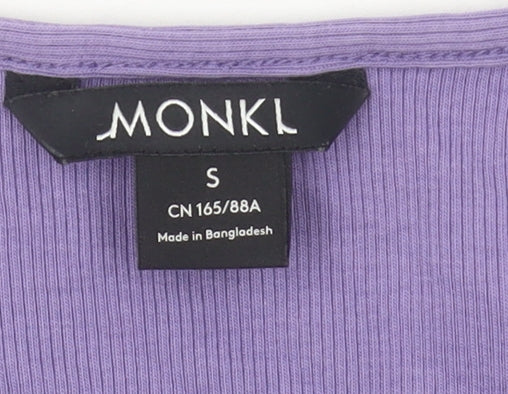 MONKI
S
CN 165/88A
Made in Bangladesh